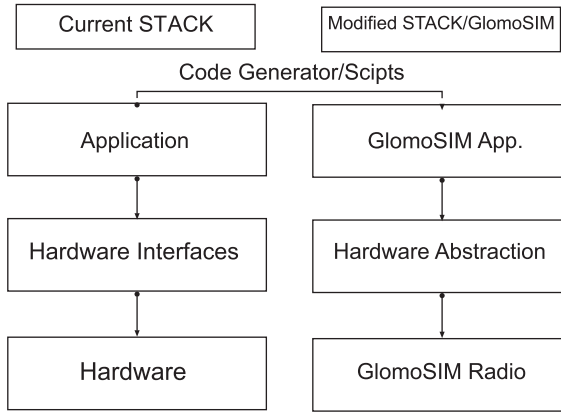 Current STACK
Modified STACK/GlomoSIM
Code Generator/Scipts
Application
GlomoSIM App.
Hardware Interfaces
Hardware Abstraction
Hardware
GlomoSIM Radio